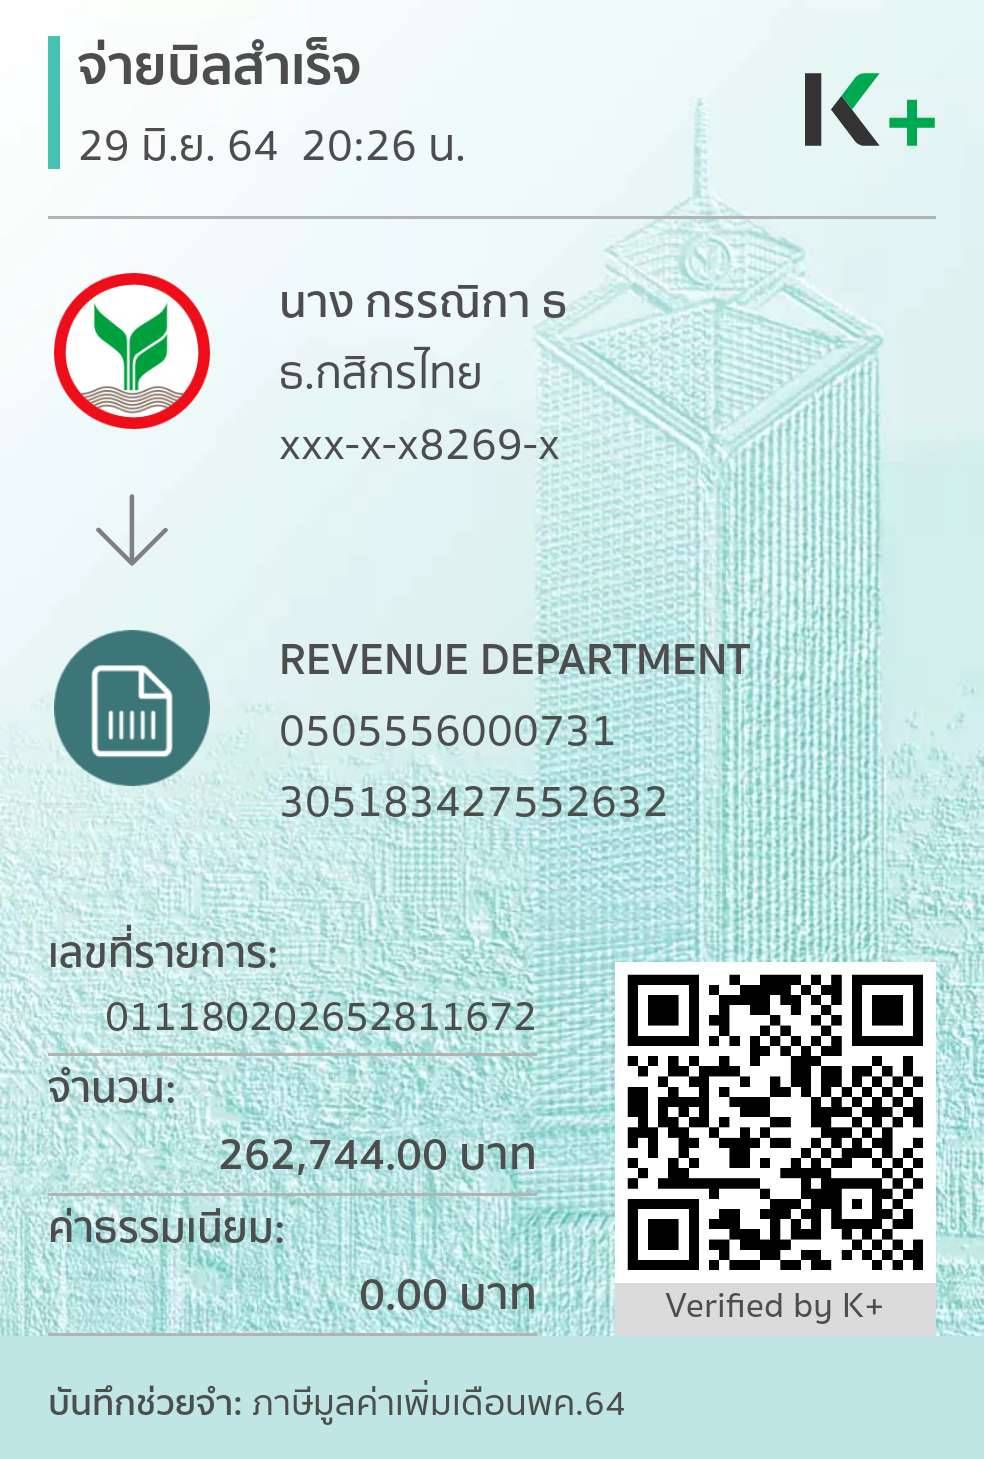 จ่ายบิลสำเร็จ
29 มิ.ย. 64 20:26 น.
K+
นาง กรรณิกา ธ
ธ.กสิกรไทย
xxx-x-x8269-x
REVENUE DEPARTMENT
0505556000731
305183427552632
เลขที่รายการ:
011180202652811672
จำนวน:
262,744.00 บาท
ค่าธรรมเนียม:
0.00 บาท
Verified by K+
บันทึกช่วยจำ: ภาษีมูลค่าเพิ่มเดือนพค.64